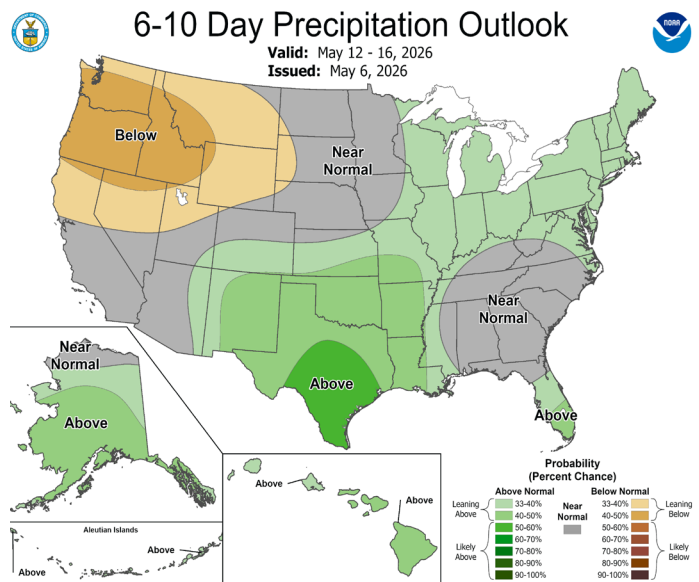 6-10 Day Precipitation Outlook
Valid: May 12 - 16, 2026
Issued: May 6, 2026
NOAA
Below
Near
Normal
Near
Normal
Above
Above
Near
Normal
Above
Aleutian Islands
Above
Above
Above
Above
Probability
(Percent Chance)
Above Normal
Below Normal
Leaning
Above
33-40%
40-50%
Near
Normal
33-40%
40-50%
Leaning
Below
Likely
Above
50-60%
60-70%
70-80%
80-90%
90-100%
50-60%
60-70%
70-80%
80-90%
90-100%
Likely
Below